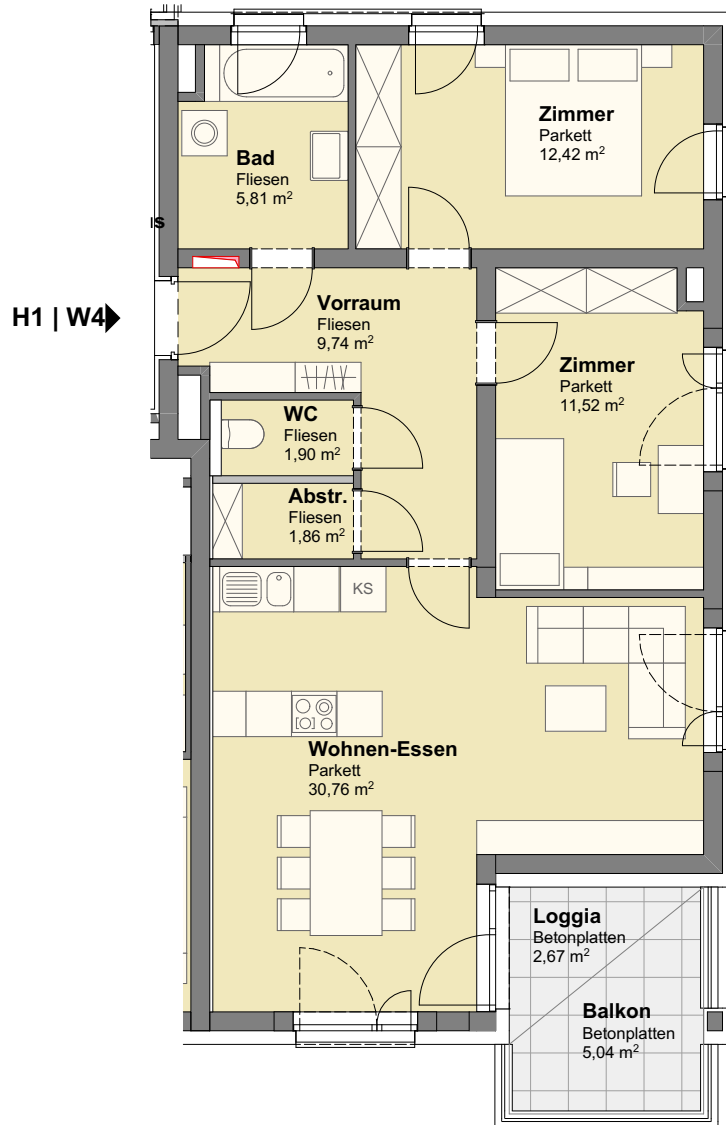 Zimmer
Parkett
12,42 m²
Bad
Fliesen
5,81 m²
H1 | W4
Vorraum
Fliesen
9,74 m²
Zimmer
Parkett
11,52 m²
WC
Fliesen
1,90 m²
Abstr.
Fliesen
1,86 m²
KS
Wohnen-Essen
Parkett
30,76 m²
Loggia
Betonplatten
2,67 m²
Balkon
Betonplatten
5,04 m²